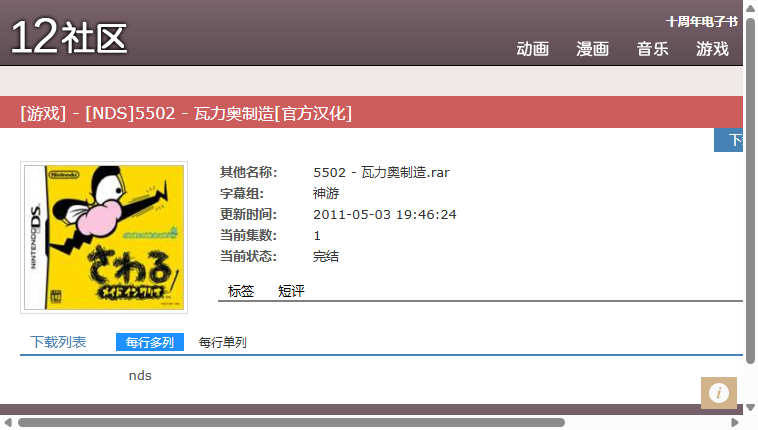 12社区
十周年电子书
动画 漫画 音乐 游戏
[游戏] - [NDS]5502 - 瓦力奥制造[官方汉化]
Nintendo
NINTENDO DS
さわる
メイド イン ワリオ
其他名称: 5502 - 瓦力奥制造.rar
字幕组: 神游
更新时间: 2011-05-03 19:46:24
当前集数: 1
当前状态: 完结
标签 短评
下载列表 每行多列 每行单列
nds